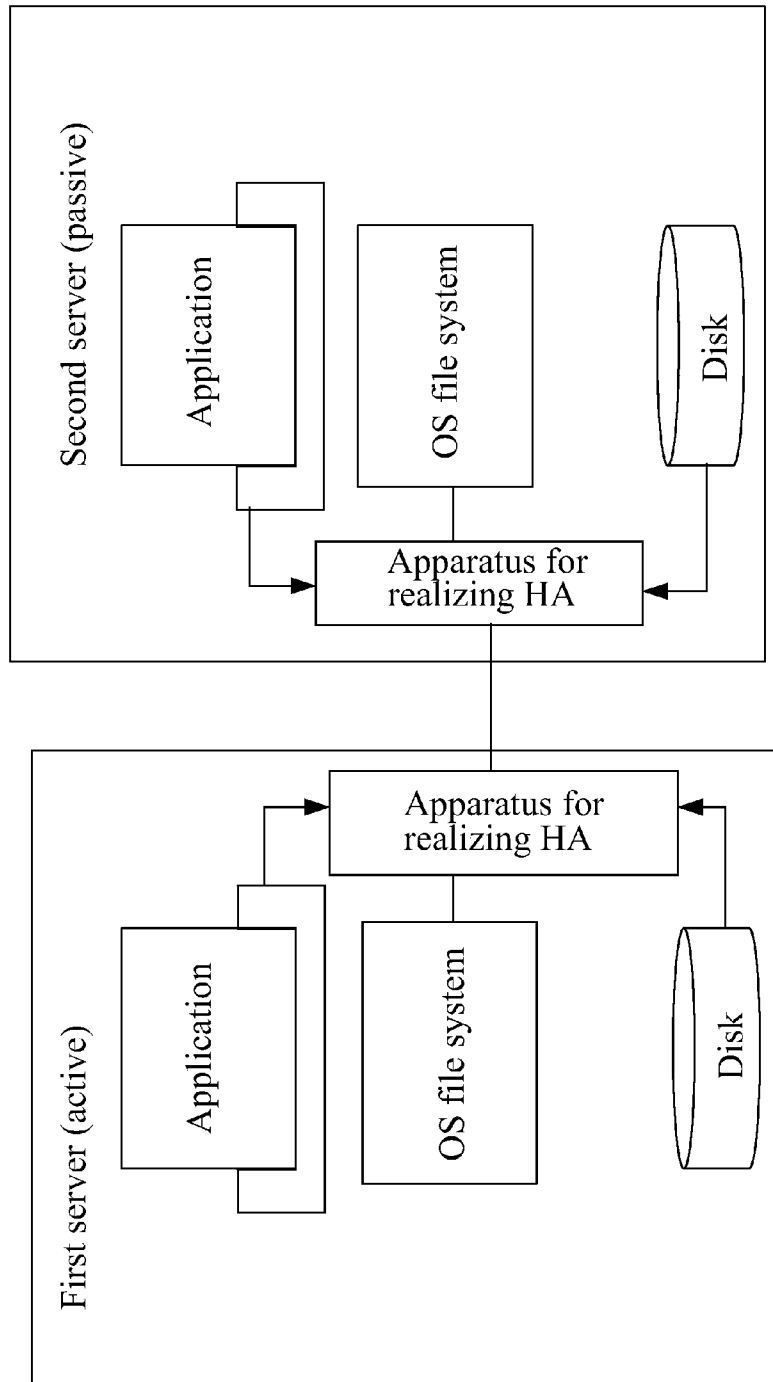 Second server (passive)
Application
OS file system
Disk
Apparatus for
realizing HA
First server (active)
Application
OS file system
Disk
Apparatus for
realizing HA